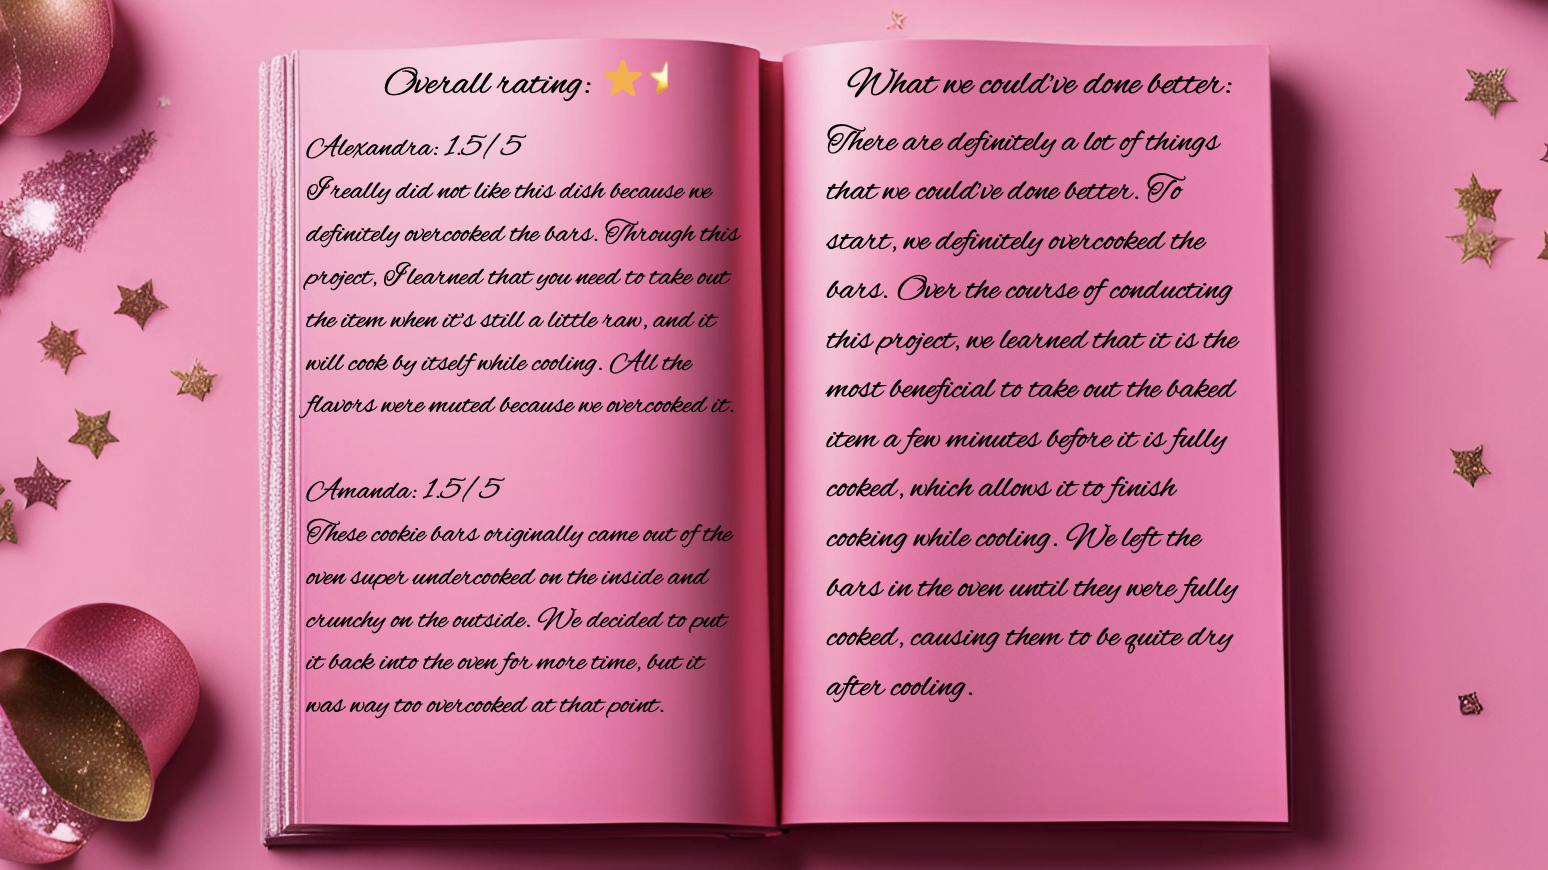 Overall rating: ⭐
Alexandra: 1.5/5
I really did not like this dish because we
definitely overcooked the bars. Through this
project, I learned that you need to take out
the item when it's still a little raw, and it
will cook by itself while cooling. All the
flavors were muted because we overcooked it.
Amanda: 1.5/5
These cookie bars originally came out of the
oven super undercooked on the inside and
crunchy on the outside. We decided to put
it back into the oven for more time, but it
was way too overcooked at that point.
What we could've done better:
There are definitely a lot of things
that we could've done better. To
start, we definitely overcooked the
bars. Over the course of conducting
this project, we learned that it is the
most beneficial to take out the baked
item a few minutes before it is fully
cooked, which allows it to finish
cooking while cooling. We left the
bars in the oven until they were fully
cooked, causing them to be quite dry
after cooling.